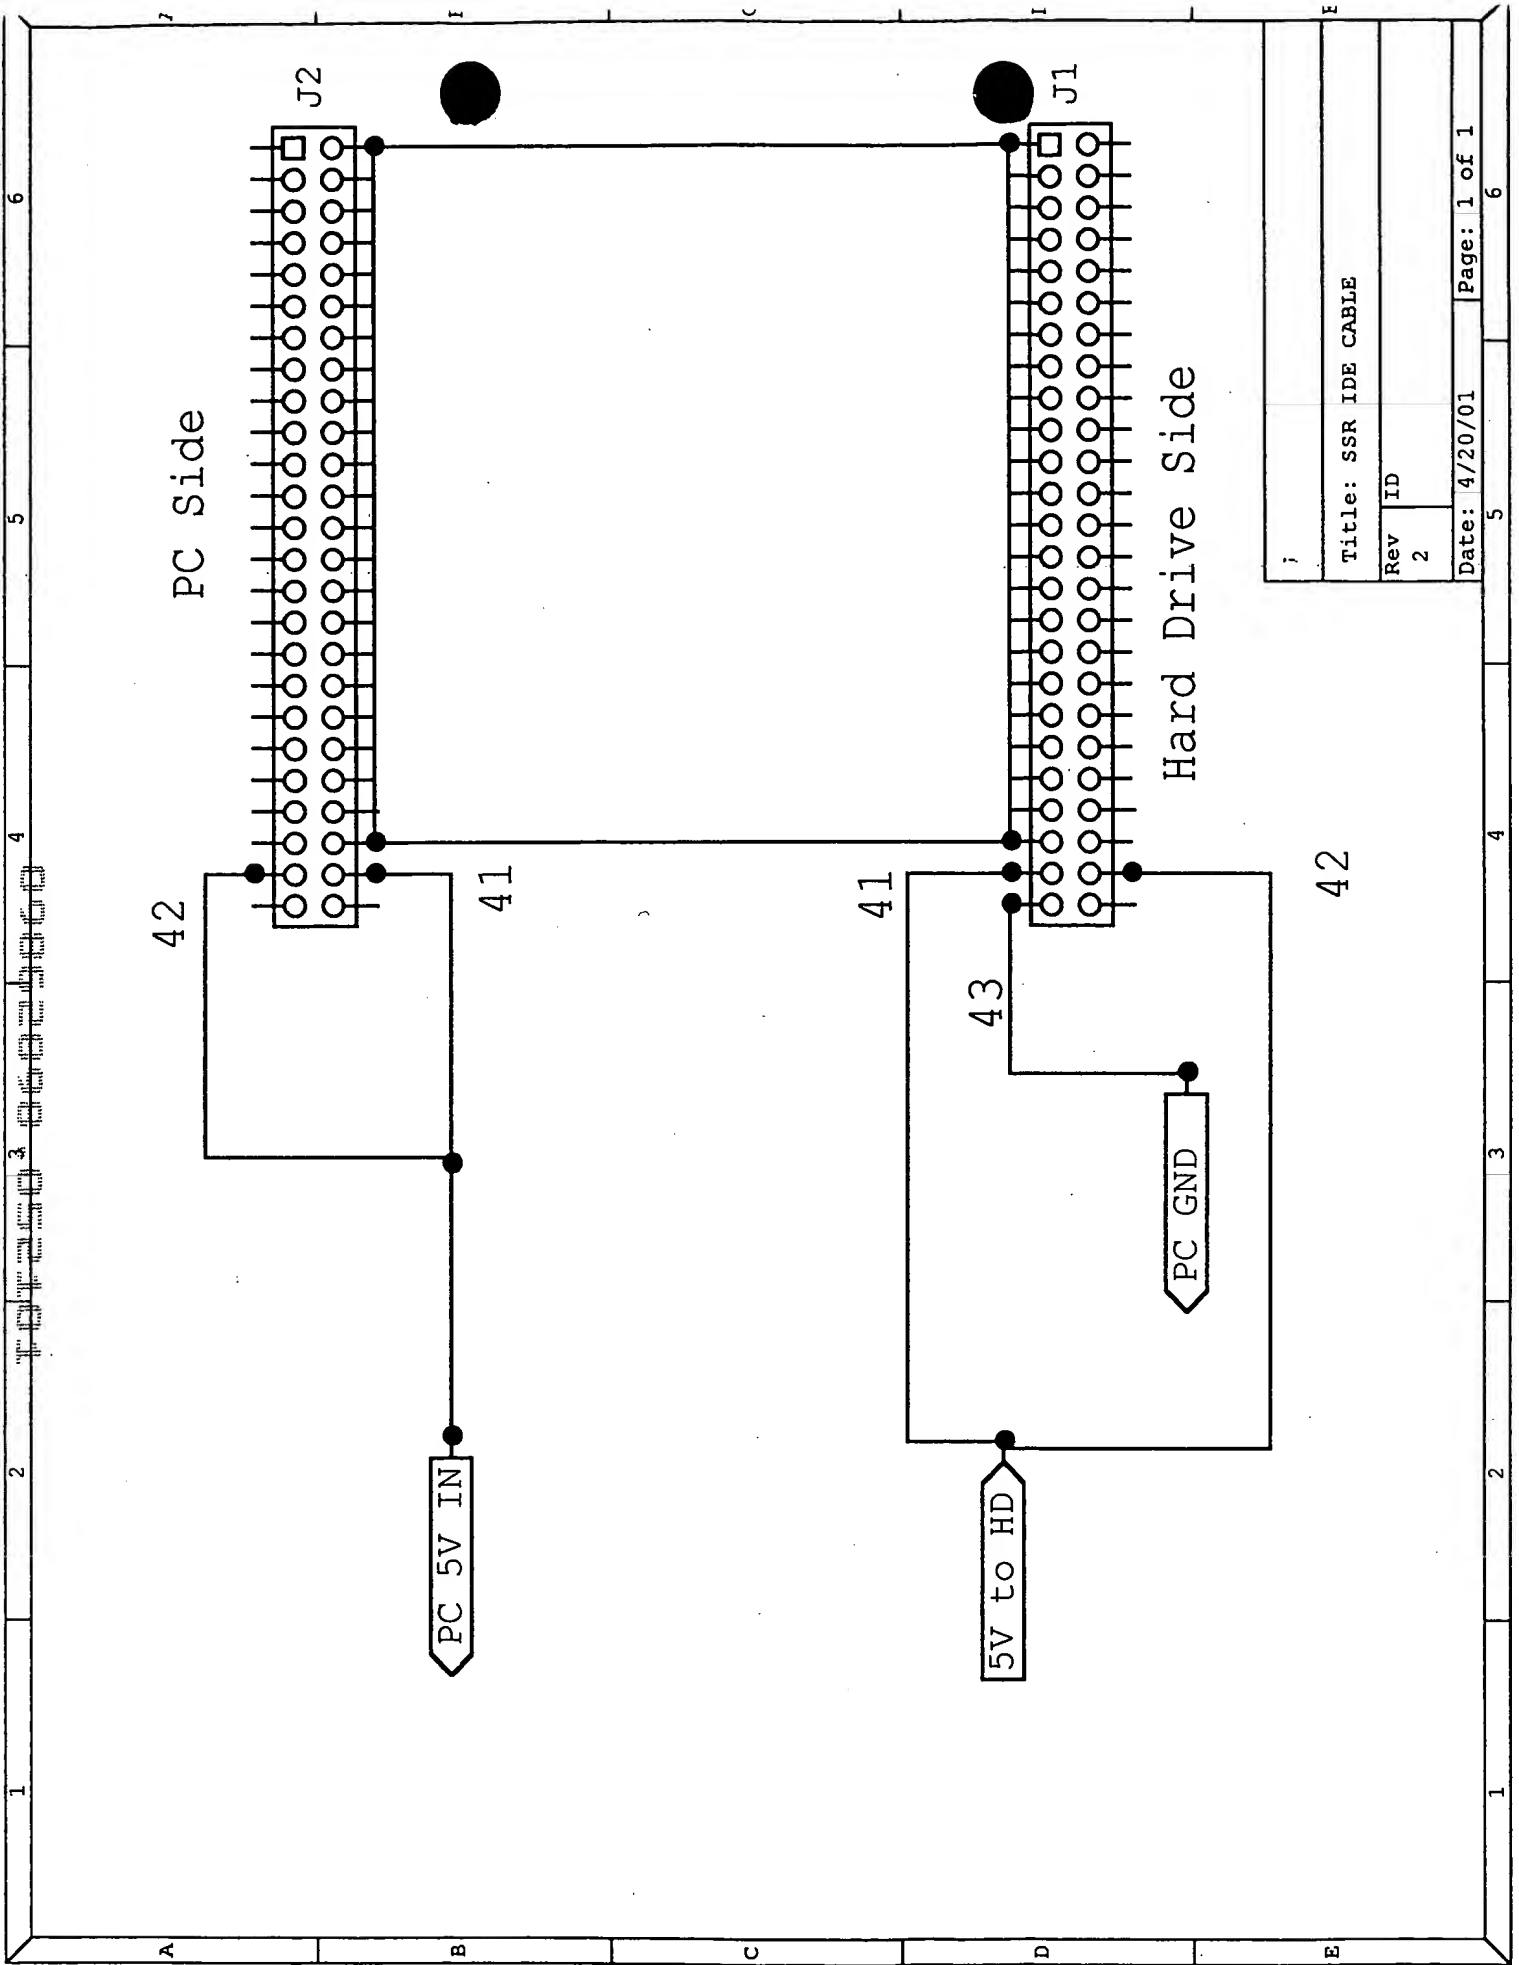 6
5
4
3
2
1
J2
PC Side
42
41
PC 5V IN
J1
Hard Drive Side
41
43
42
PC GND
5V to HD
Title: SSR IDE CABLE
Rev
2
ID
Date: 4/20/01
Page: 1 of 1
6
5
4
3
2
1
A
B
C
D
E
C